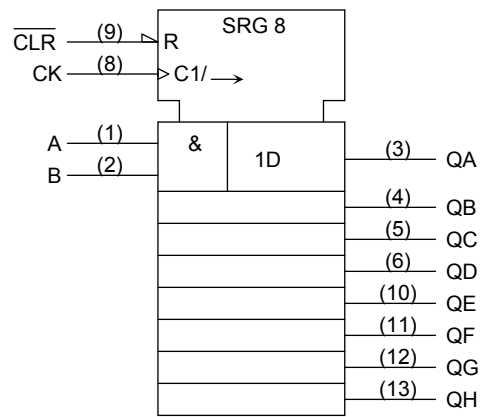 SRG 8
CLR (9) R
CK (8) C1/
A (1) & 1D (3) QA
B (2)
(4) QB
(5) QC
(6) QD
(10) QE
(11) QF
(12) QG
(13) QH